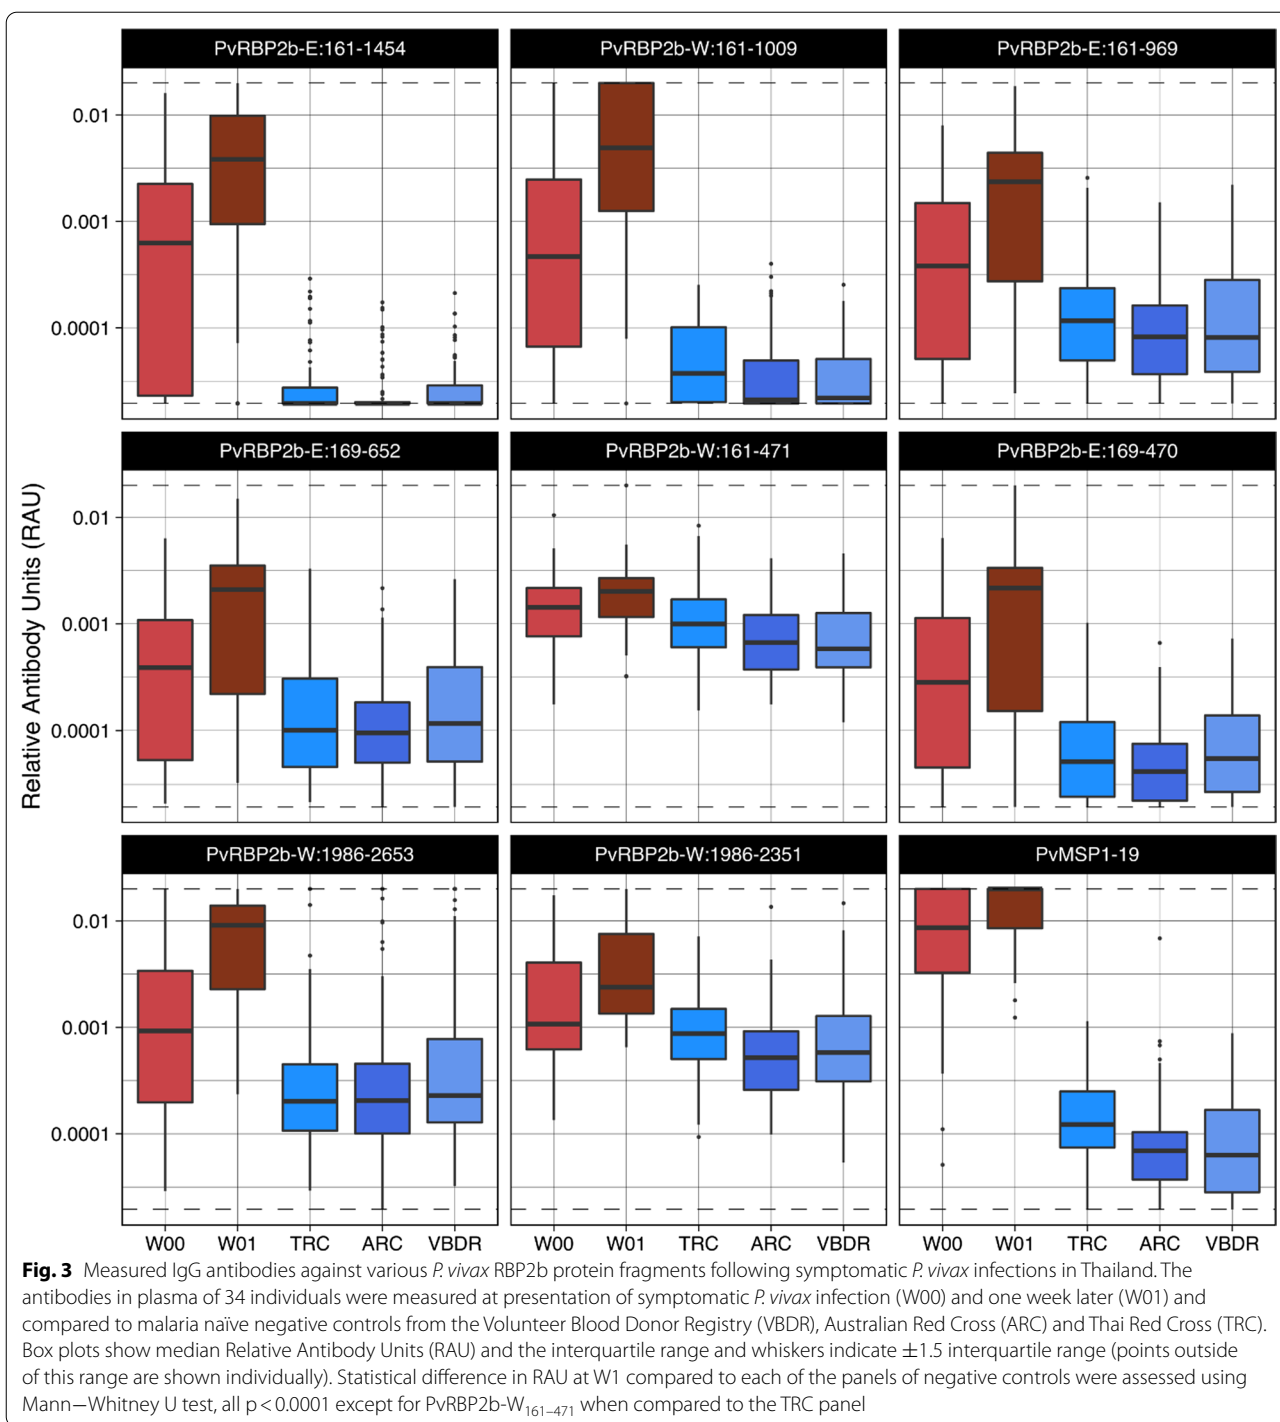 PvRBP2b-E:161-1454 PvRBP2b-W:161-1009 PvRBP2b-E:161-969
0.01
0.001
0.0001
PvRBP2b-E:169-652 PvRBP2b-W:161-471 PvRBP2b-E:169-470
Relative Antibody Units (RAU)
0.01
0.001
0.0001
PvRBP2b-W:1986-2653 PvRBP2b-W:1986-2351 PvMSP1-19
0.01
0.001
0.0001
W00 W01 TRC ARC VBDR W00 W01 TRC ARC VBDR W00 W01 TRC ARC VBDR
Fig. 3 Measured IgG antibodies against various P. vivax RBP2b protein fragments following symptomatic P. vivax infections in Thailand. The
antibodies in plasma of 34 individuals were measured at presentation of symptomatic P. vivax infection (W00) and one week later (W01) and
compared to malaria naïve negative controls from the Volunteer Blood Donor Registry (VBDR), Australian Red Cross (ARC) and Thai Red Cross (TRC).
Box plots show median Relative Antibody Units (RAU) and the interquartile range and whiskers indicate ±1.5 interquartile range (points outside
of this range are shown individually). Statistical difference in RAU at W1 compared to each of the panels of negative controls were assessed using
Mann–Whitney U test, all p < 0.0001 except for PvRBP2b-W161–471 when compared to the TRC panel